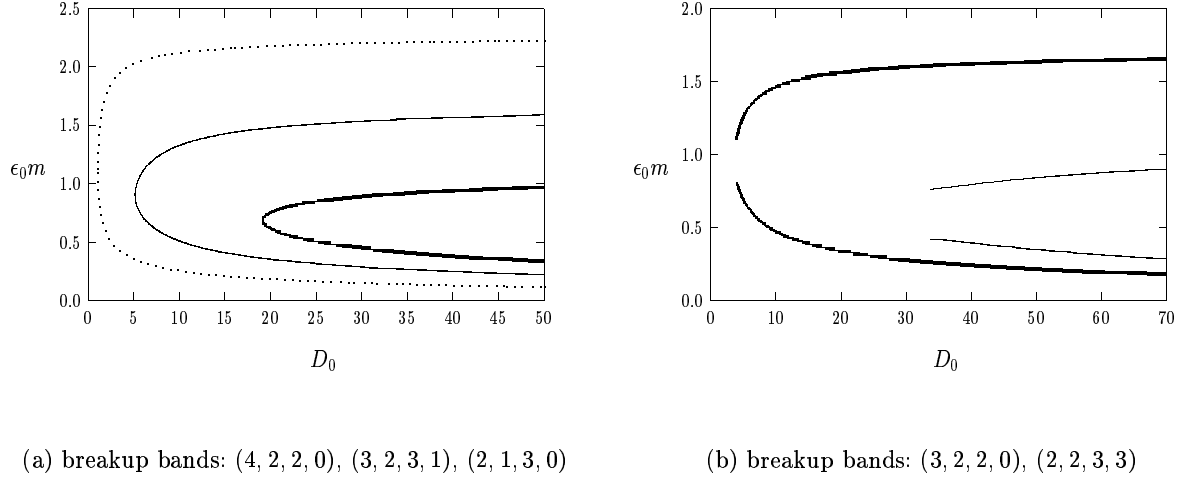 2.5
2.0
1.5
1.0
0.5
0.0
ϵ₀m
0 5 10 15 20 25 30 35 40 45 50
D₀
(a) breakup bands: (4, 2, 2, 0), (3, 2, 3, 1), (2, 1, 3, 0)
2.0
1.5
1.0
0.5
0.0
ϵ₀m
0 10 20 30 40 50 60 70
D₀
(b) breakup bands: (3, 2, 2, 0), (2, 2, 3, 3)